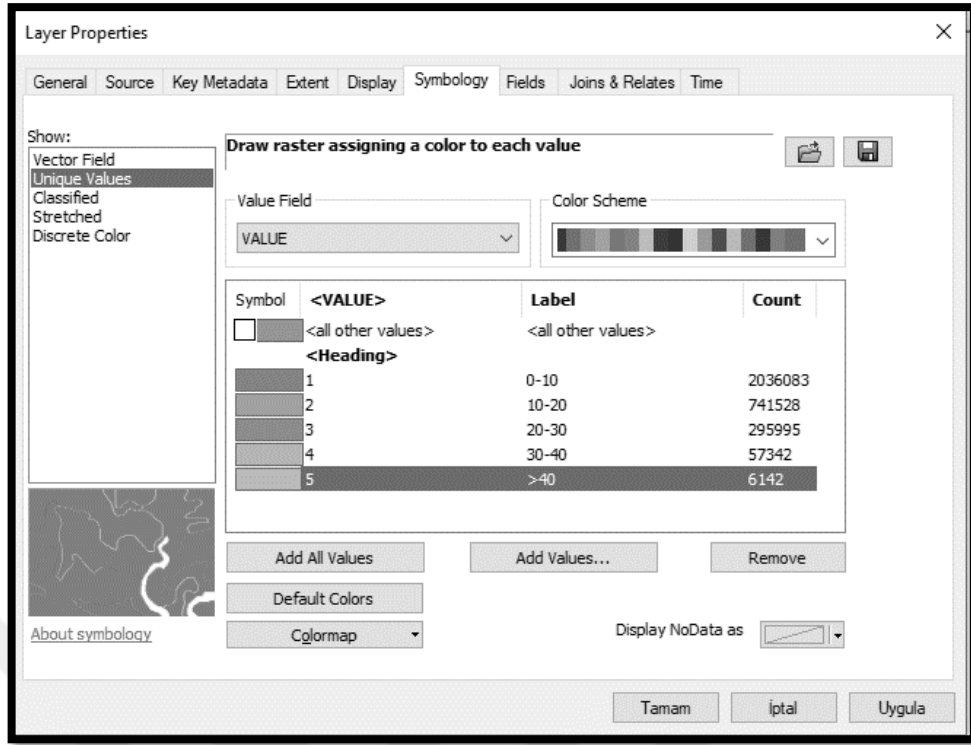 Layer Properties
General Source Key Metadata Extent Display Symbology Fields Joins & Relates Time
Show:
Vector Field
Unique Values
Classified
Stretched
Discrete Color
Draw raster assigning a color to each value
Value Field
VALUE
Color Scheme
Symbol <VALUE> Label Count
<all other values> <all other values>
<Heading>
1 0-10 2036083
2 10-20 741528
3 20-30 295995
4 30-40 57342
5 >40 6142
Add All Values Add Values... Remove
Default Colors
Colormap
Display NoData as
About symbology
Tamam İptal Uygula